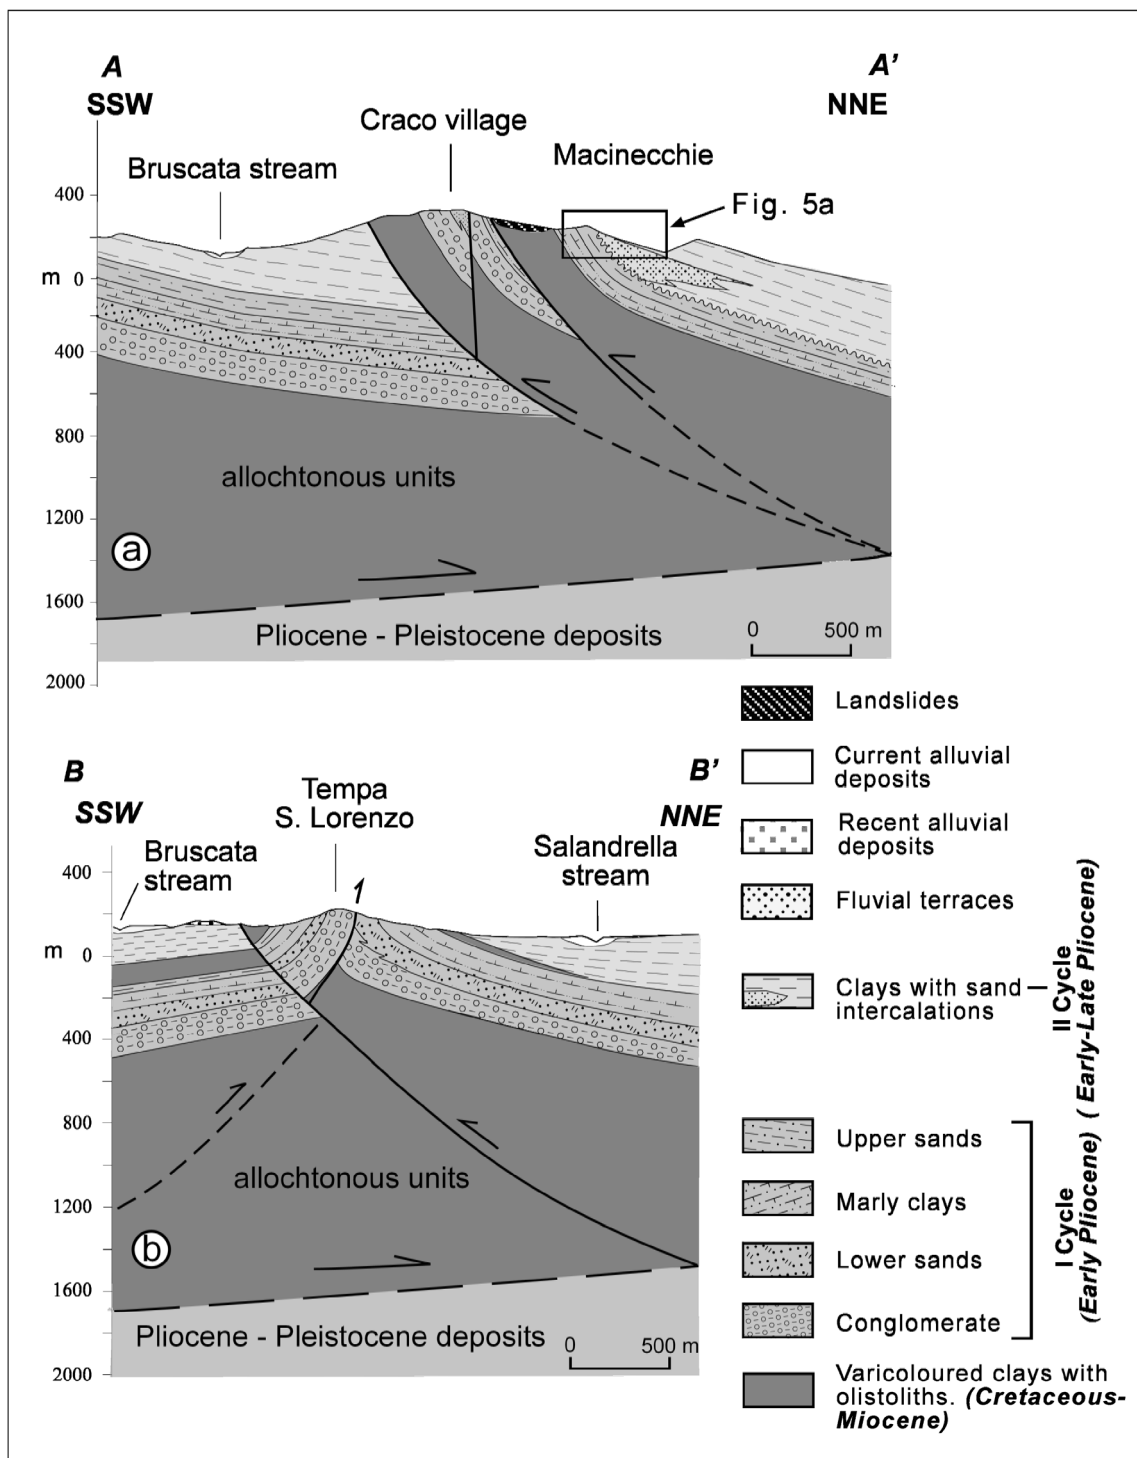 A
SSW
A'
NNE
Craco village
Macinecchie
Bruscata stream
Fig. 5a
400
m 0
400
800
1200
1600
2000
allochtonous units
a
Pliocene - Pleistocene deposits
0 500 m
B
SSW
B'
NNE
Tempa
S. Lorenzo
Bruscata
stream
Salandrella
stream
400
m 0
400
800
1200
1600
2000
allochtonous units
b
Pliocene - Pleistocene deposits
0 500 m
Landslides
Current alluvial
deposits
Recent alluvial
deposits
Fluvial terraces
Clays with sand
intercalations
II Cycle
( Early-Late Pliocene)
Upper sands
Marly clays
Lower sands
Conglomerate
I Cycle
(Early Pliocene)
Varicoloured clays with
olistoliths. (Cretaceous-
Miocene)